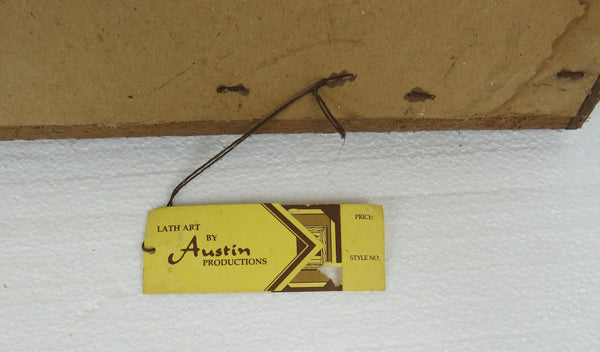 LATH ART
BY
Austin
PRODUCTIONS
PRICE:
STYLE NO.